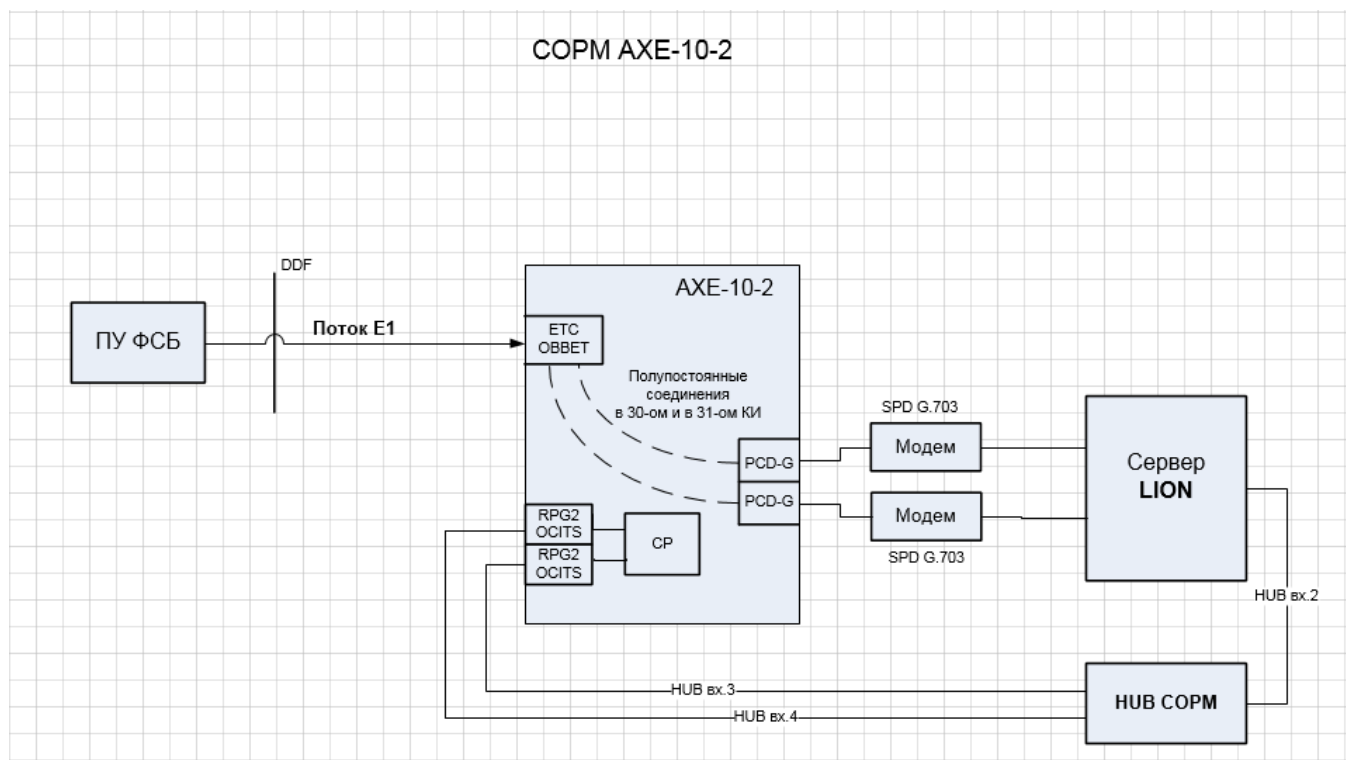 СОРМ АХЕ-10-2
DDF
ПУ ФСБ
Поток Е1
АХЕ-10-2
ETC
OBBET
Полупостоянные
соединения
в 30-ом и в 31-ом КИ
PCD-G
PCD-G
SPD G.703
Модем
Модем
SPD G.703
Сервер
LION
RPG2
OCITS
RPG2
OCITS
CP
HUB вх.2
HUB вх.3
HUB вх.4
HUB СОРМ